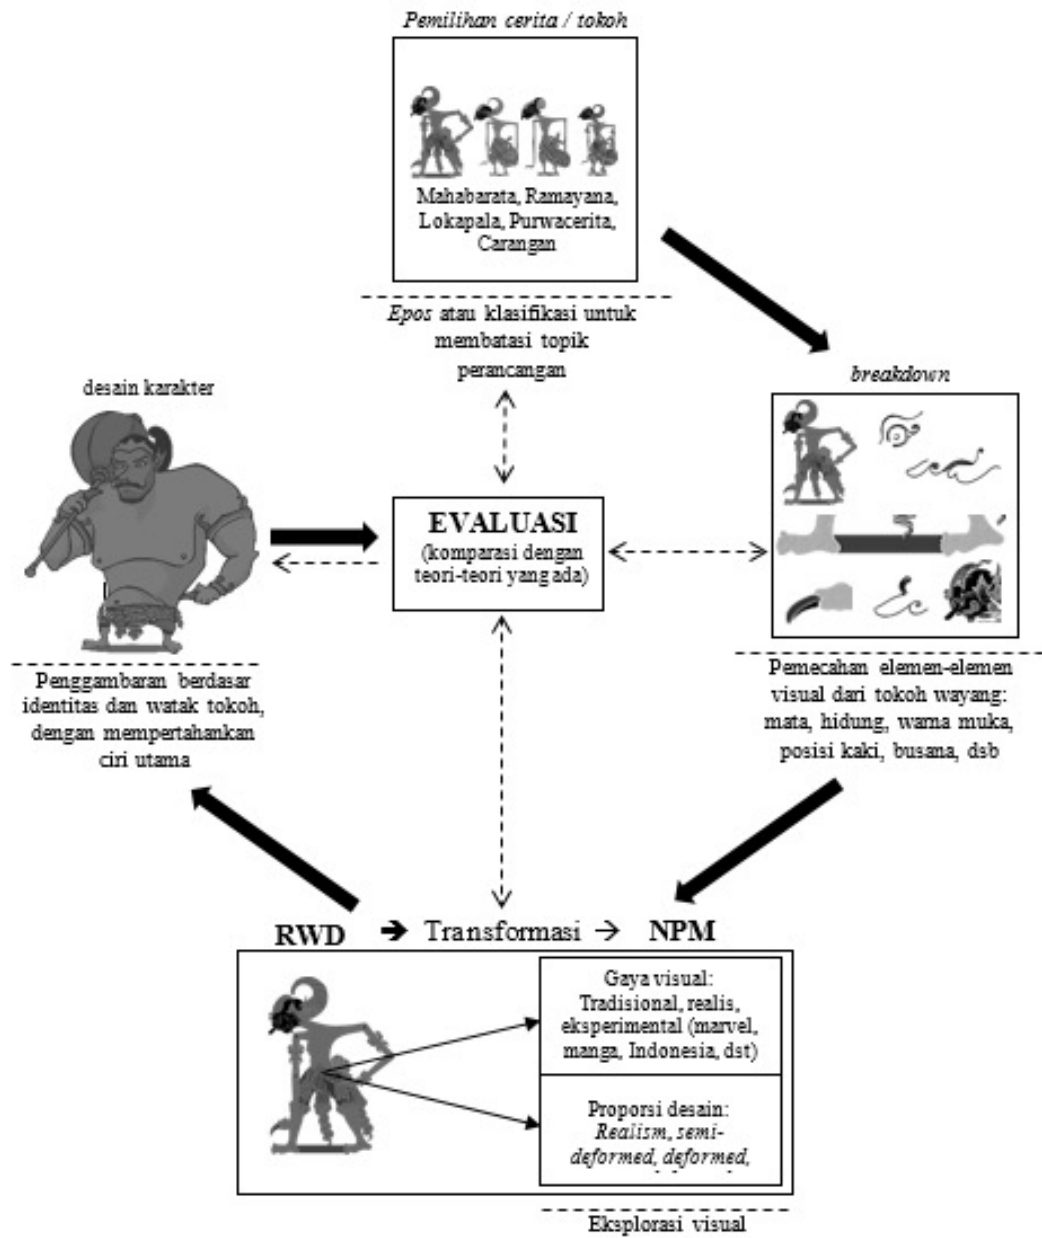 Pemilihan cerita / tokoh
Mahabarata, Ramayana,
Lokapala, Purwacerita,
Carangan
Epos atau klasifikasi untuk
membatasi topik
perancangan
breakdown
Pemecahan elemen-elemen
visual dari tokoh wayang:
mata, hidung, warna muka,
posisi kaki, busana, dsb
desain karakter
Penggambaran berdasar
identitas dan watak tokoh,
dengan mempertahankan
ciri utama
EVALUASI
(komparasi dengan
teori-teori yang ada)
RWD → Transformasi → NPM
Gaya visual:
Tradisional, realis,
eksperimental (marvel,
manga, Indonesia, dst)
Proporsi desain:
Realism, semi-
deformed, deformed,
Eksplorasi visual